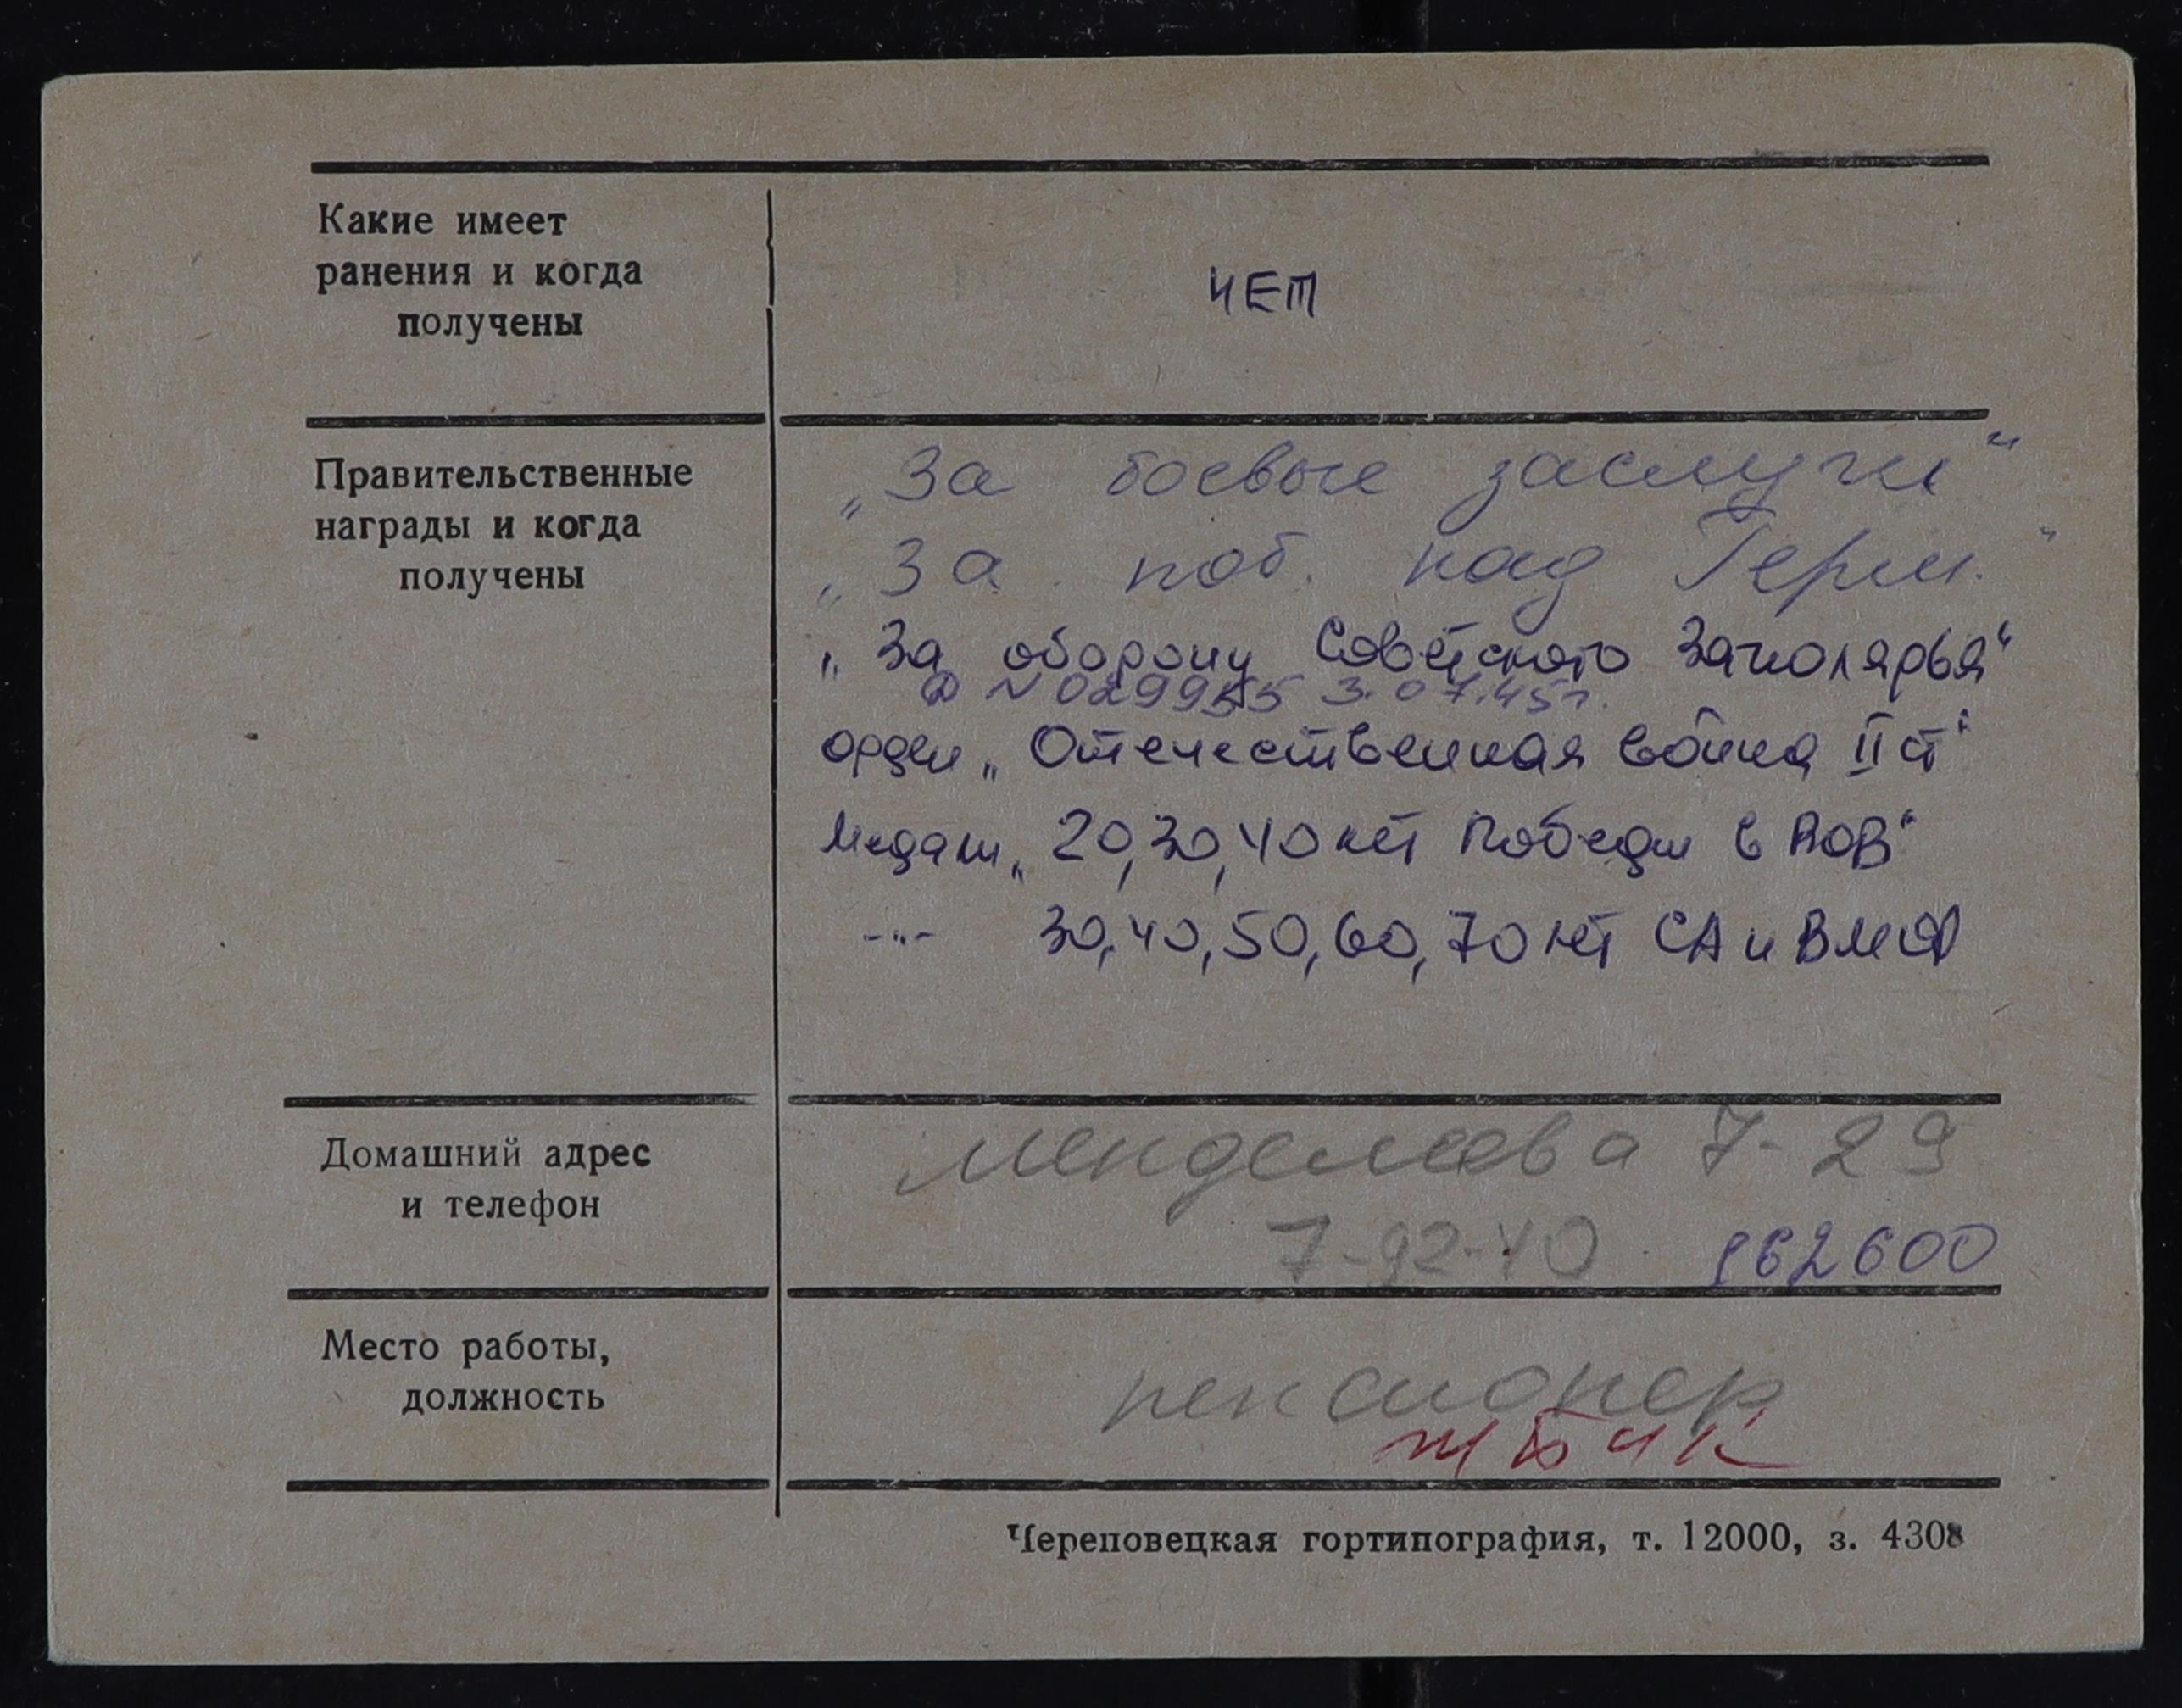 Какие имеет
ранения и когда
получены
нет
Правительственные
награды и когда
получены
„За боевые заслуги“
„За поб. над Герм.“
„За оборону Советского Заполярья“
№ 029955 3.07.45г.
орден „Отечественная война II ст“
Медали „20, 30, 40 лет Победы в ВОВ“
-"- 30, 40, 50, 60, 70 лет СА и ВМФ
Домашний адрес
и телефон
Менделеева 7-29
7-92-40 162600
Место работы,
должность
пенсионер
Череповецкая гортипография, т. 12000, з. 4308